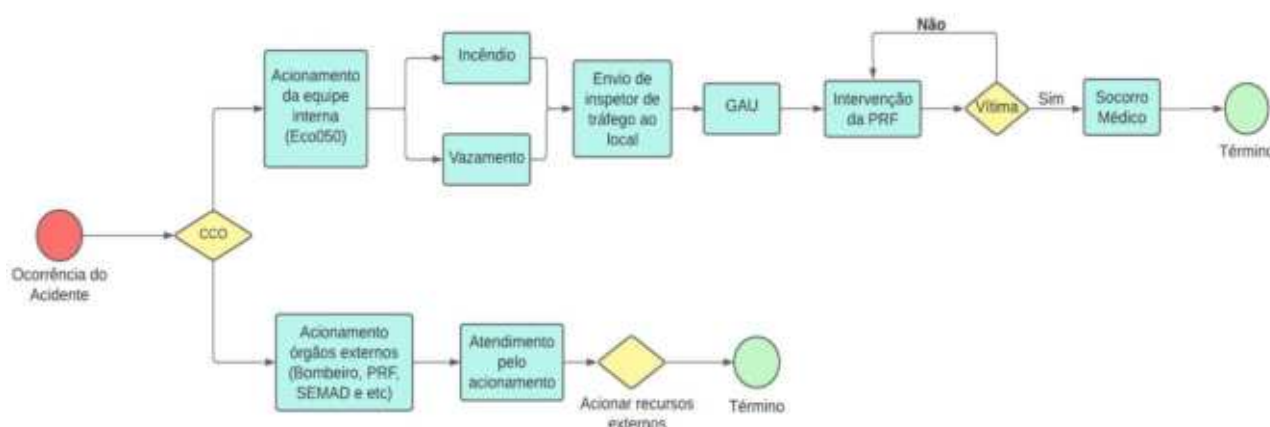 Não
Acionamento
da equipe
interna
(Eco050)
Incêndio
Vazamento
Envio de
inspetor de
tráfego ao
local
GAU
Intervenção
da PRF
Vítima
Sim
Socorro
Médico
Término
CCO
Ocorrência do
Acidente
Acionamento
órgãos externos
(Bombeiro, PRF,
SEMAD e etc)
Atendimento
pelo
acionamento
Acionar recursos
externos
Término